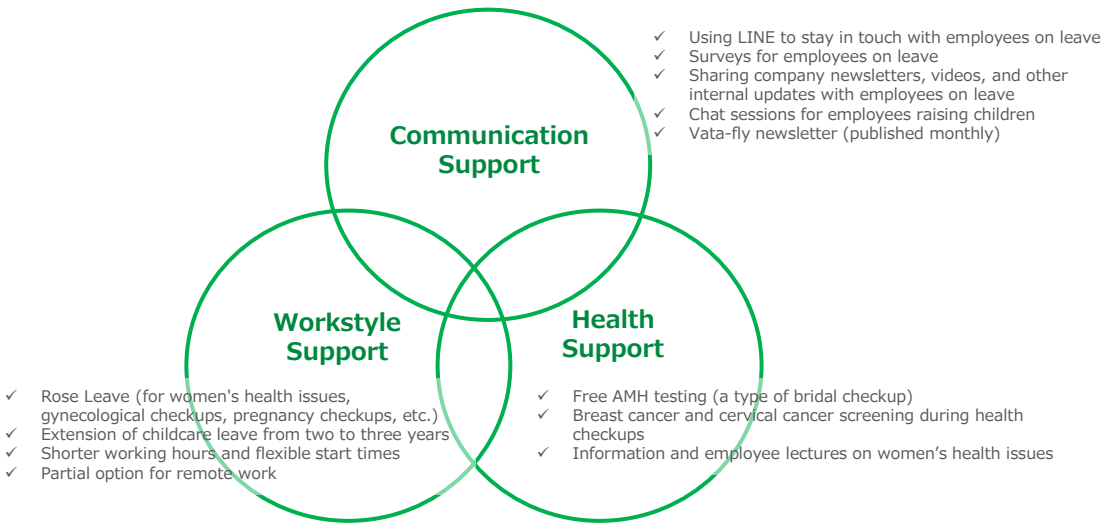 ✓ Using LINE to stay in touch with employees on leave
✓ Surveys for employees on leave
✓ Sharing company newsletters, videos, and other
internal updates with employees on leave
✓ Chat sessions for employees raising children
✓ Vata-fly newsletter (published monthly)
Communication
Support
Workstyle
Support
Health
Support
✓ Rose Leave (for women's health issues,
gynecological checkups, pregnancy checkups, etc.)
✓ Extension of childcare leave from two to three years
✓ Shorter working hours and flexible start times
✓ Partial option for remote work
✓ Free AMH testing (a type of bridal checkup)
✓ Breast cancer and cervical cancer screening during health
checkups
✓ Information and employee lectures on women’s health issues